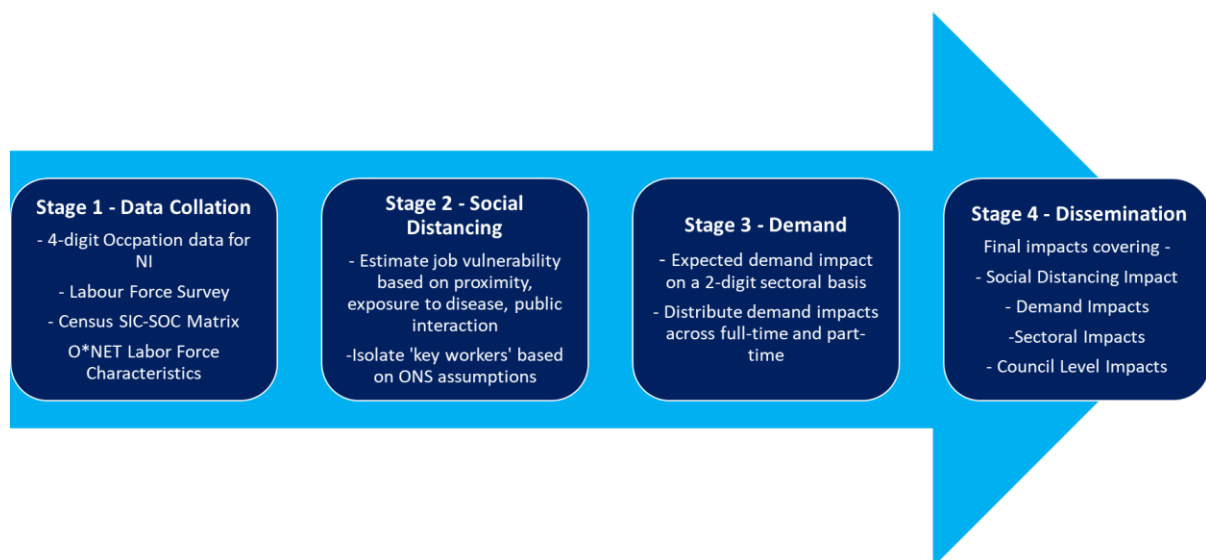 Stage 1 - Data Collation
- 4-digit Occpation data for
NI
- Labour Force Survey
- Census SIC-SOC Matrix
O*NET Labor Force
Characteristics
Stage 2 - Social
Distancing
- Estimate job vulnerability
based on proximity,
exposure to disease, public
interaction
-Isolate 'key workers' based
on ONS assumptions
Stage 3 - Demand
- Expected demand impact
on a 2-digit sectoral basis
- Distribute demand impacts
across full-time and part-
time
Stage 4 - Dissemination
Final impacts covering -
- Social Distancing Impact
- Demand Impacts
-Sectoral Impacts
- Council Level Impacts